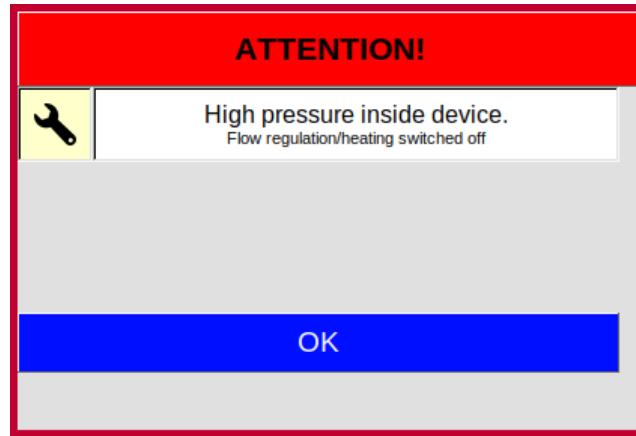 ATTENTION!
High pressure inside device.
Flow regulation/heating switched off
OK